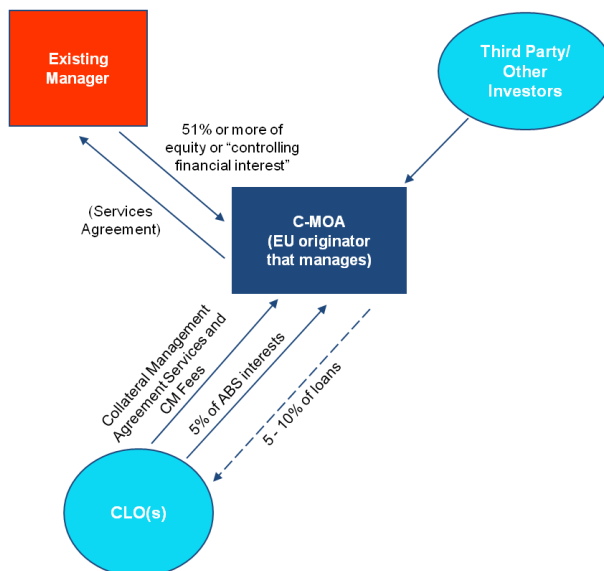 Existing
Manager
Third Party/
Other
Investors
51% or more of
equity or “controlling
financial interest”
(Services
Agreement)
C-MOA
(EU originator
that manages)
Collateral Management
Agreement Services and
CM Fees
5% of ABS interests
5 - 10% of loans
CLO(s)